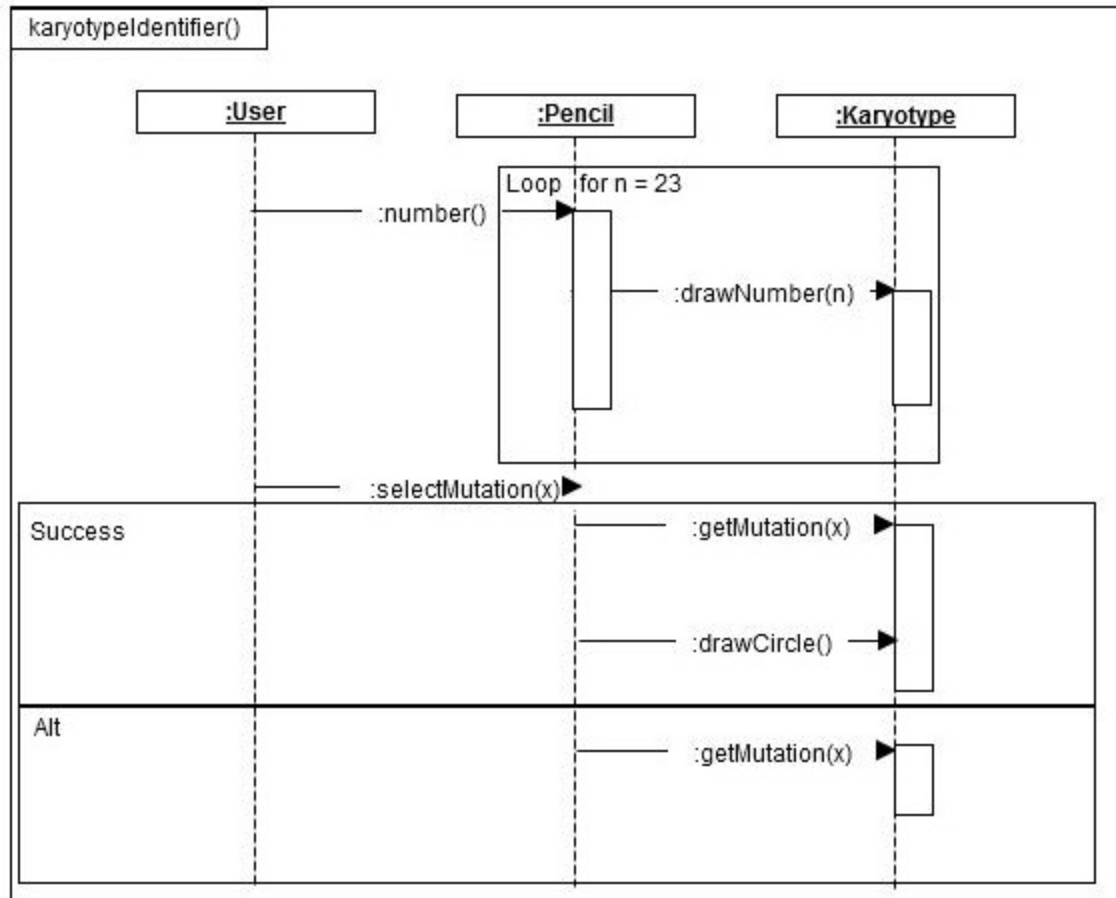 karyotypeIdentifier()
:User
:Pencil
:Karyotype
Loop for n = 23
:number()
:drawNumber(n)
:selectMutation(x)
Success
:getMutation(x)
:drawCircle()
Alt
:getMutation(x)